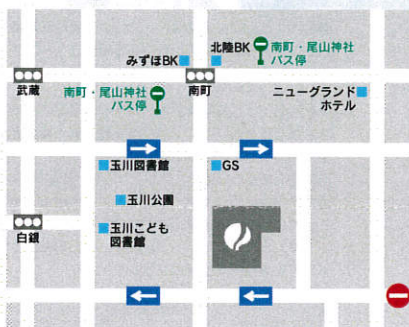 みずほBK
北陸BK
南町・尾山神社
バス停
武蔵
南町・尾山神社
バス停
南町
ニューグランド
ホテル
玉川図書館
GS
玉川公園
白銀
玉川こども
図書館